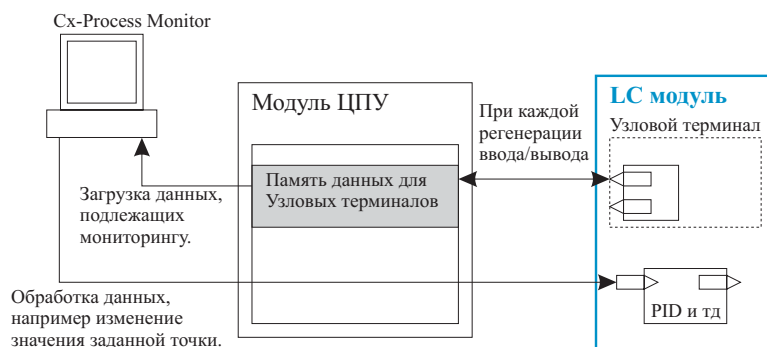 Cx-Process Monitor
Модуль ЦПУ
Память данных для
Узловых терминалов
Загрузка данных,
подлежащих
мониторингу.
При каждой
регенерации
ввода/вывода
LC модуль
Узловой терминал
Обработка данных,
например изменение
значения заданной точки.
PID и тд